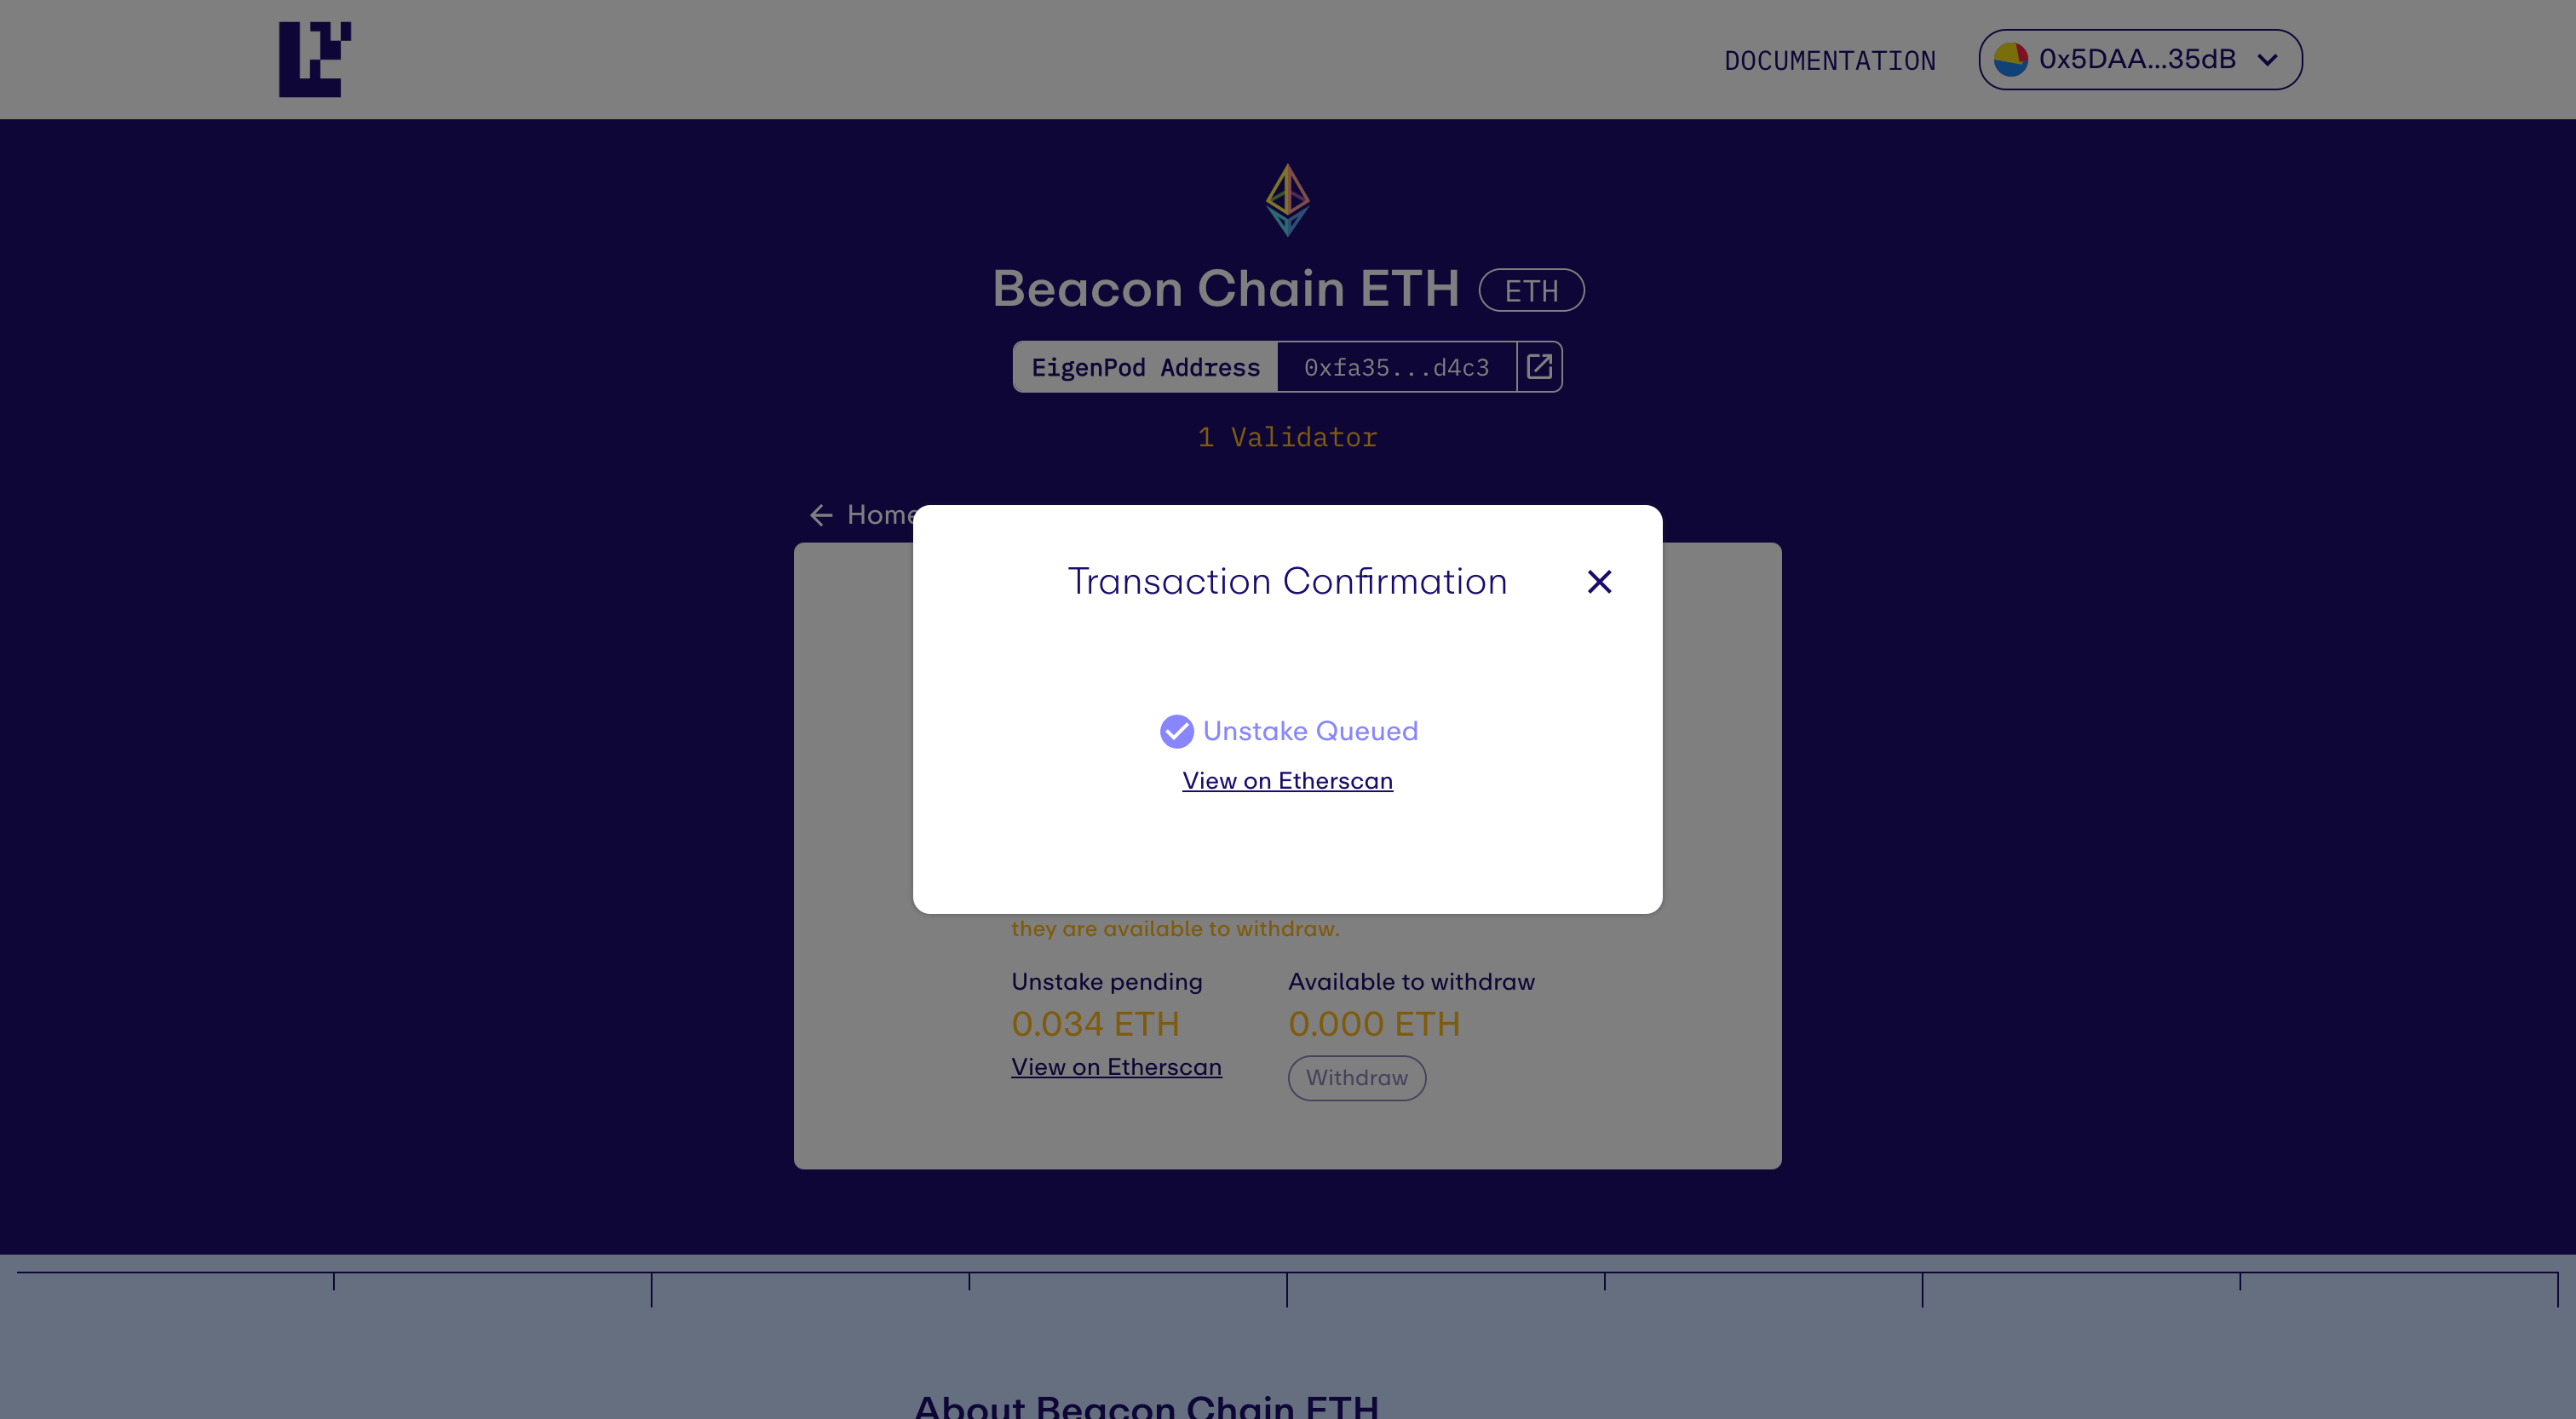 DOCUMENTATION
0x5DAA...35dB
Beacon Chain ETH
ETH
EigenPod Address
0xfa35...d4c3
1 Validator
Home
Transaction Confirmation
Unstake Queued
View on Etherscan
they are available to withdraw.
Unstake pending
Available to withdraw
0.034 ETH
0.000 ETH
View on Etherscan
Withdraw
About Beacon Chain ETH